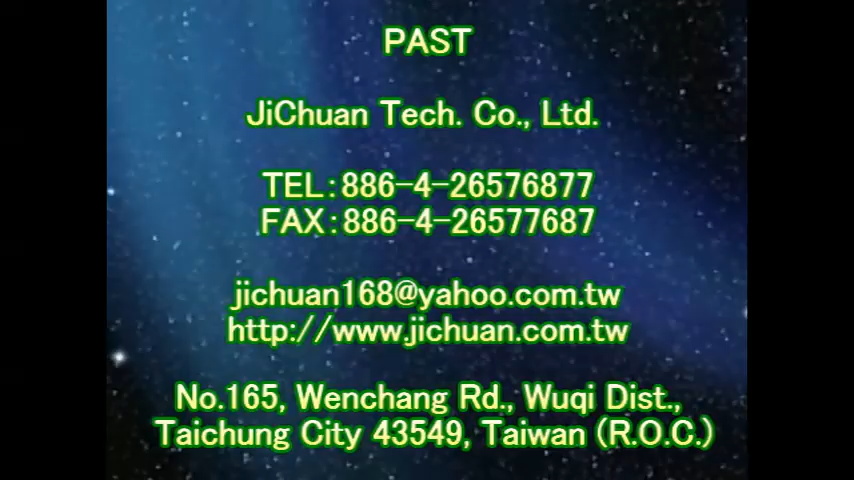 PAST
JiChuan Tech. Co., Ltd.
TEL:886-4-26576877
FAX:886-4-26577687
jichuan168@yahoo.com.tw
http://www.jichuan.com.tw
No.165, Wenchang Rd., Wuqi Dist.,
Taichung City 43549, Taiwan (R.O.C.)